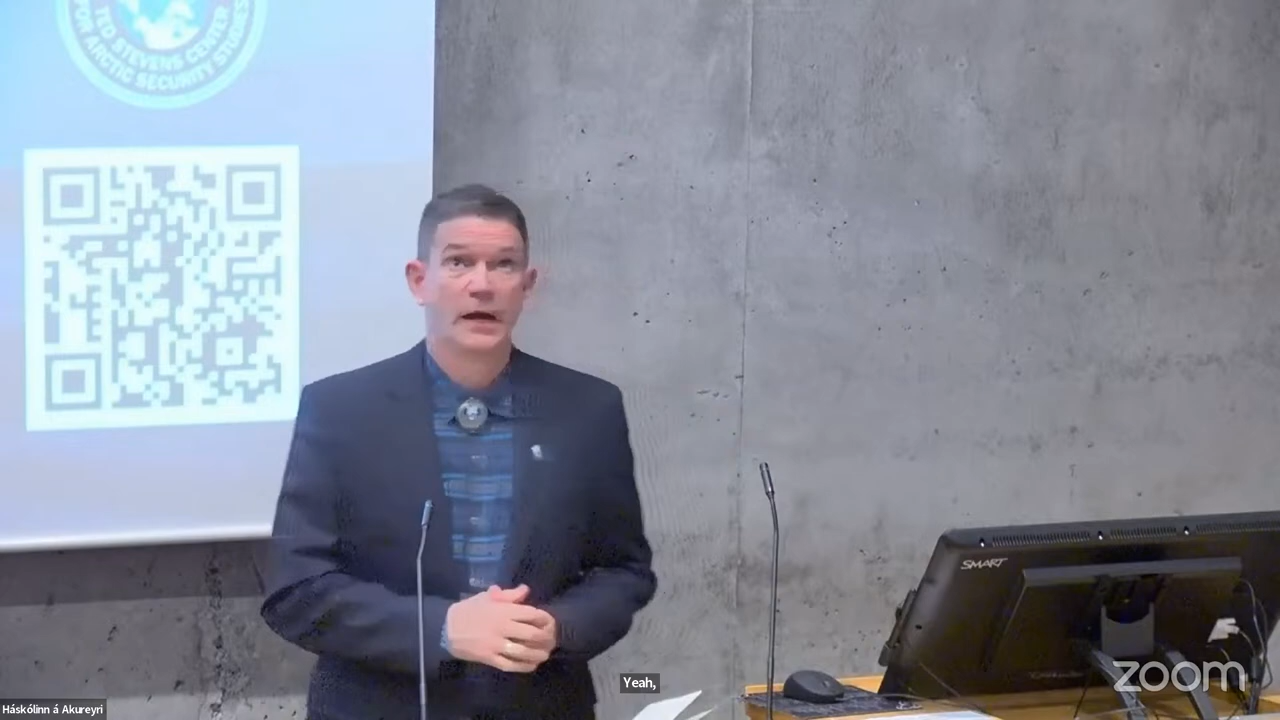 TED STEVENS CENTER
FOR ARCTIC SECURITY STUDIES
SMART
Yeah,
zoom
Háskólinn á Akureyri